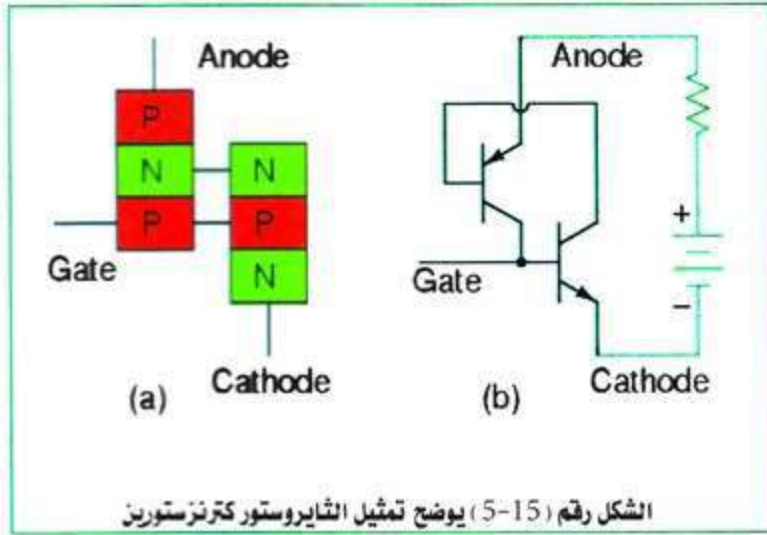 Anode
P
N
P
N
P
N
Gate
Cathode
(a)
Anode
+
-
Gate
Cathode
(b)
الشكل رقم (15-5) يوضح تمثيل الثايروستور كترنزستورين